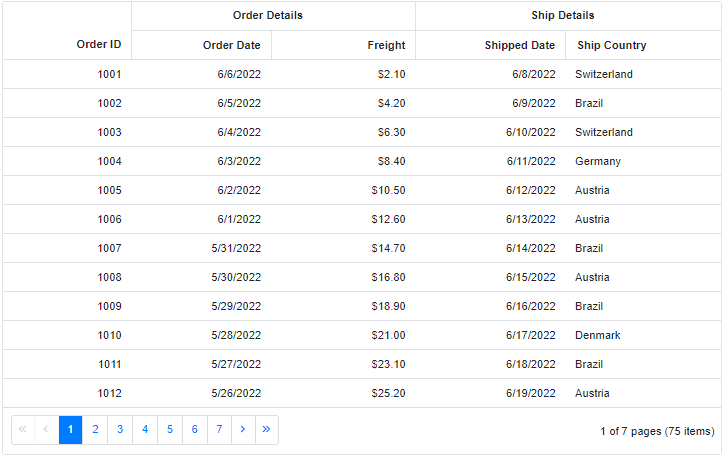 Order Details Ship Details
Order ID Order Date Freight Shipped Date Ship Country
1001 6/6/2022 $2.10 6/8/2022 Switzerland
1002 6/5/2022 $4.20 6/9/2022 Brazil
1003 6/4/2022 $6.30 6/10/2022 Switzerland
1004 6/3/2022 $8.40 6/11/2022 Germany
1005 6/2/2022 $10.50 6/12/2022 Austria
1006 6/1/2022 $12.60 6/13/2022 Austria
1007 5/31/2022 $14.70 6/14/2022 Brazil
1008 5/30/2022 $16.80 6/15/2022 Austria
1009 5/29/2022 $18.90 6/16/2022 Brazil
1010 5/28/2022 $21.00 6/17/2022 Denmark
1011 5/27/2022 $23.10 6/18/2022 Brazil
1012 5/26/2022 $25.20 6/19/2022 Austria
« ‹ 1 2 3 4 5 6 7 › » 1 of 7 pages (75 items)